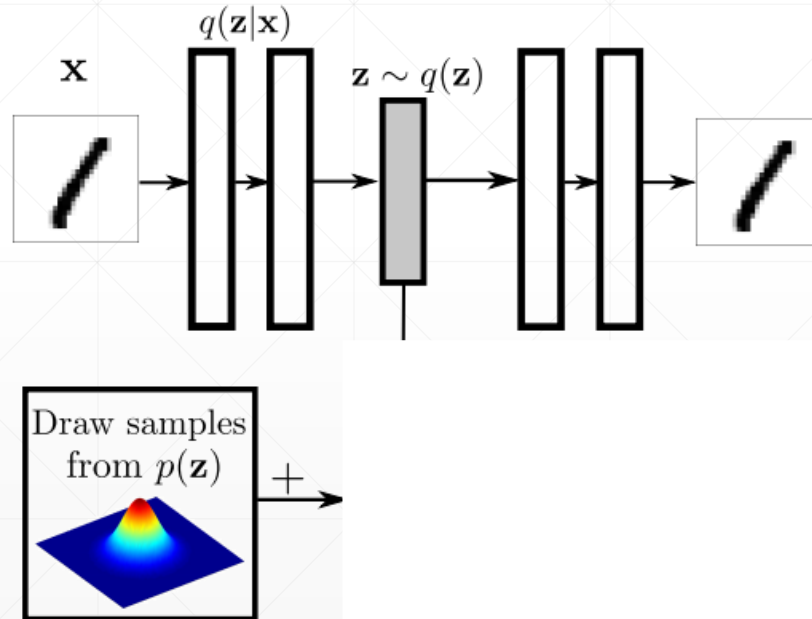 q(z|x)
x
z ∼ q(z)
Draw samples
from p(z)
+